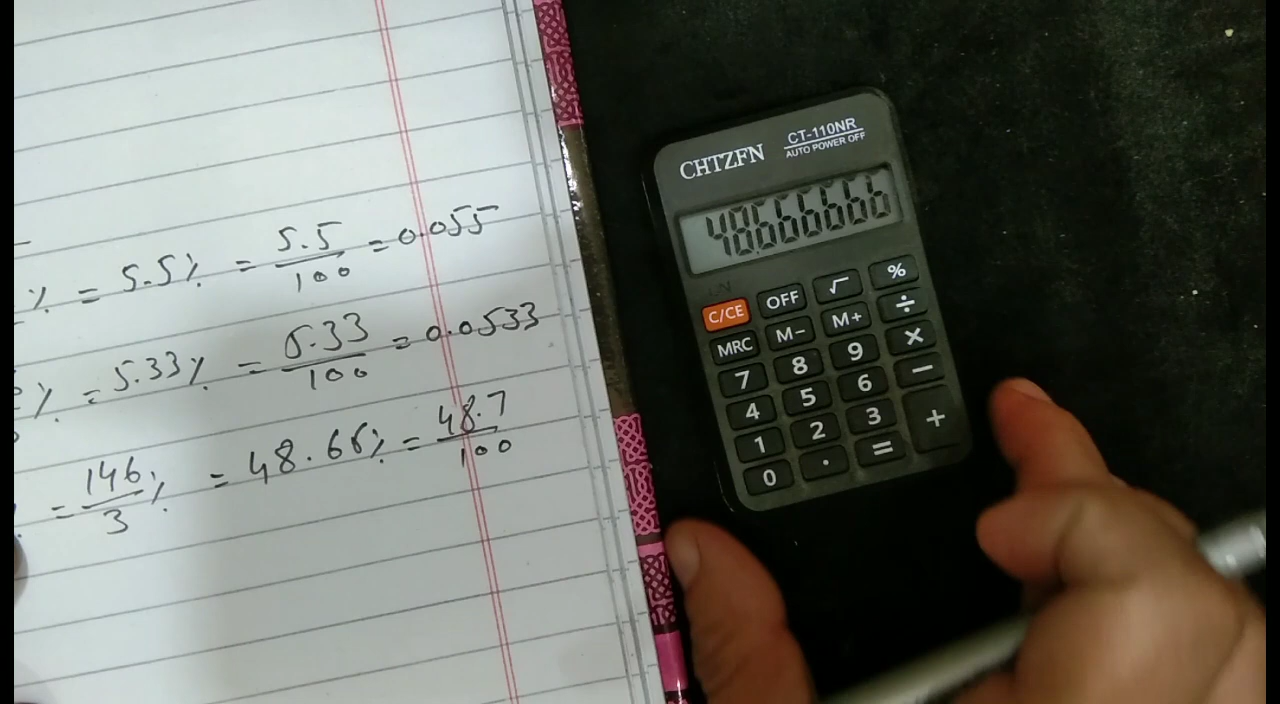 % = 5.5% = 5.5/100 = 0.055
% = 5.33% = 5.33/100 = 0.0533
= 146/3 % = 48.66% = 48.7/100
CHTZFN
CT-110NR
AUTO POWER OFF
48.666666
C/CE OFF √ %
MRC M- M+ ÷
7 8 9 ×
4 5 6 −
1 2 3 +
0 . =